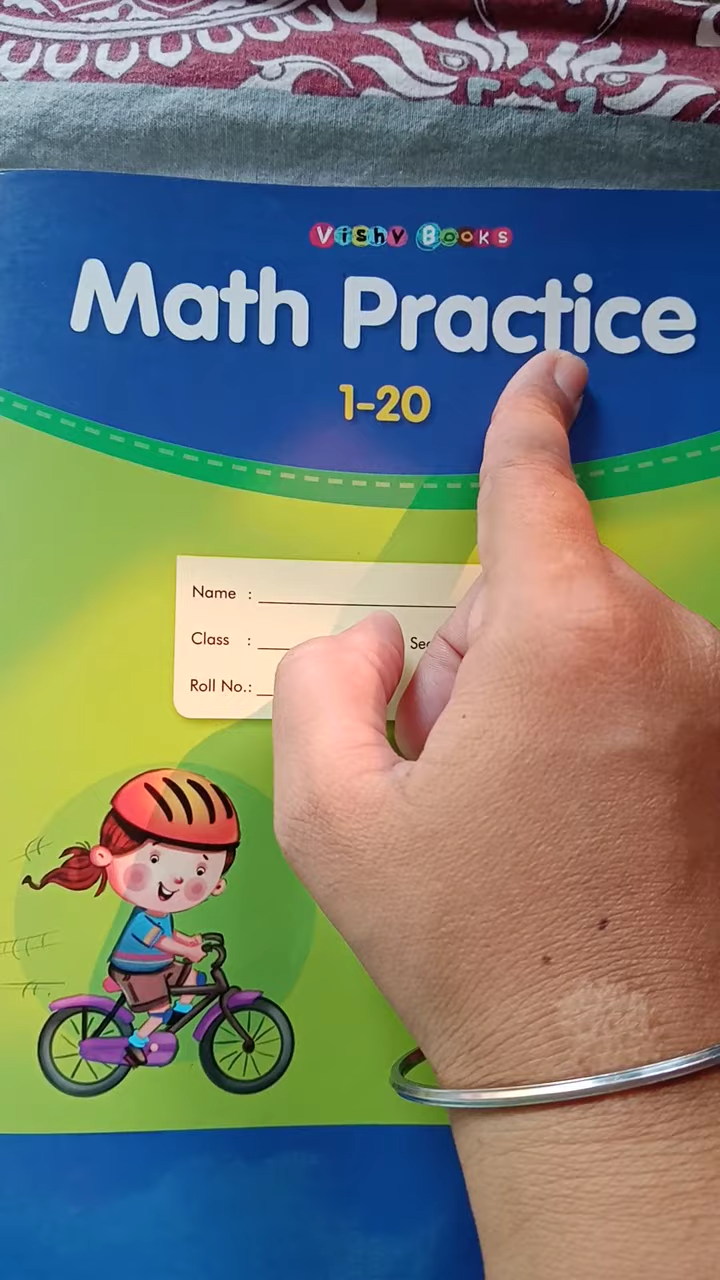 Vishv Books
Math Practice
1-20
Name :
Class :
Roll No.: